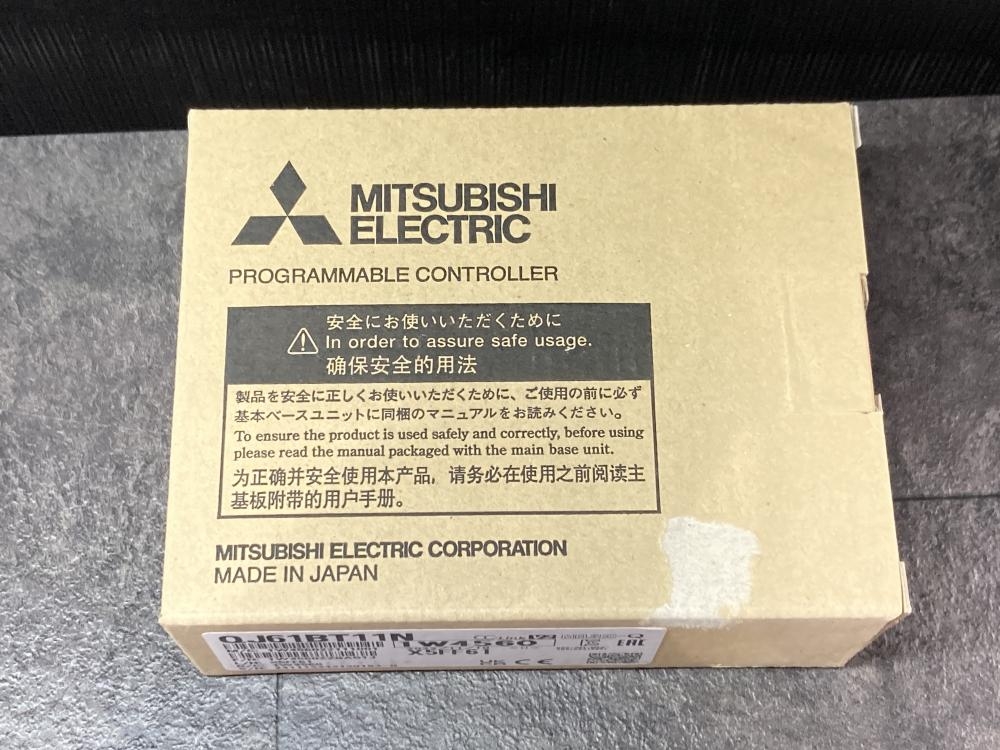 MITSUBISHI
ELECTRIC
PROGRAMMABLE CONTROLLER
安全にお使いいただくために
In order to assure safe usage.
确保安全的用法
製品を安全に正しくお使いいただくために、ご使用の前に必ず
基本ベースユニットに同梱のマニュアルをお読みください。
To ensure the product is used safely and correctly, before using
please read the manual packaged with the main base unit.
为正确并安全使用本产品，请务必在使用之前阅读主
基板附带的用户手册。
MITSUBISHI ELECTRIC CORPORATION
MADE IN JAPAN
QJ61BT11N
EAC
CE